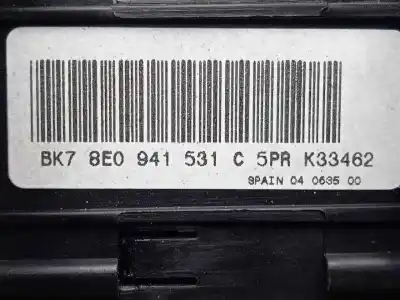 BK7 8E0 941 531 C 5PR K33462
SPAIN 04 0635 00